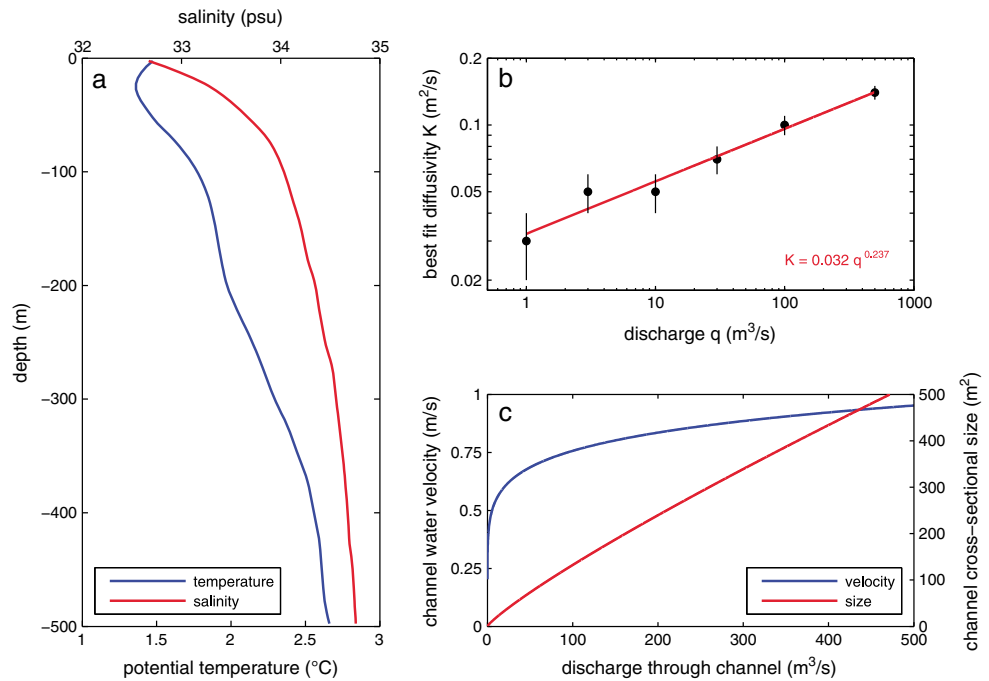 salinity (psu)
32 33 34 35
a
0
−100
−200
−300
−400
−500
depth (m)
temperature
salinity
1 1.5 2 2.5 3
potential temperature (°C)
b
0.2
0.1
0.05
0.02
best fit diffusivity K (m²/s)
K = 0.032 q^0.237
1 10 100 1000
discharge q (m³/s)
c
1
0.75
0.5
0.25
0
channel water velocity (m/s)
500
400
300
200
100
0
channel cross−sectional size (m²)
velocity
size
0 100 200 300 400 500
discharge through channel (m³/s)